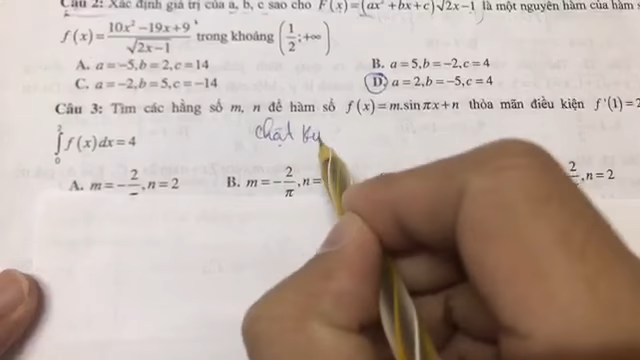 Câu 2: Xác định giá trị của a, b, c sao cho F(x)=(ax²+bx+c)√2x−1 là một nguyên hàm của hàm
f(x)=(10x²−19x+9)/√2x−1 trong khoảng (1/2;+∞)
A. a=−5,b=2,c=14 B. a=5,b=−2,c=4
C. a=−2,b=5,c=−14 D. a=2,b=−5,c=4
Câu 3: Tìm các hằng số m, n để hàm số f(x)=m.sinπx+n thỏa mãn điều kiện f'(1)=2
∫₀² f(x)dx=4 chặt
A. m=−2/,n=2 B. m=−2/π,n= 2/π,n=2